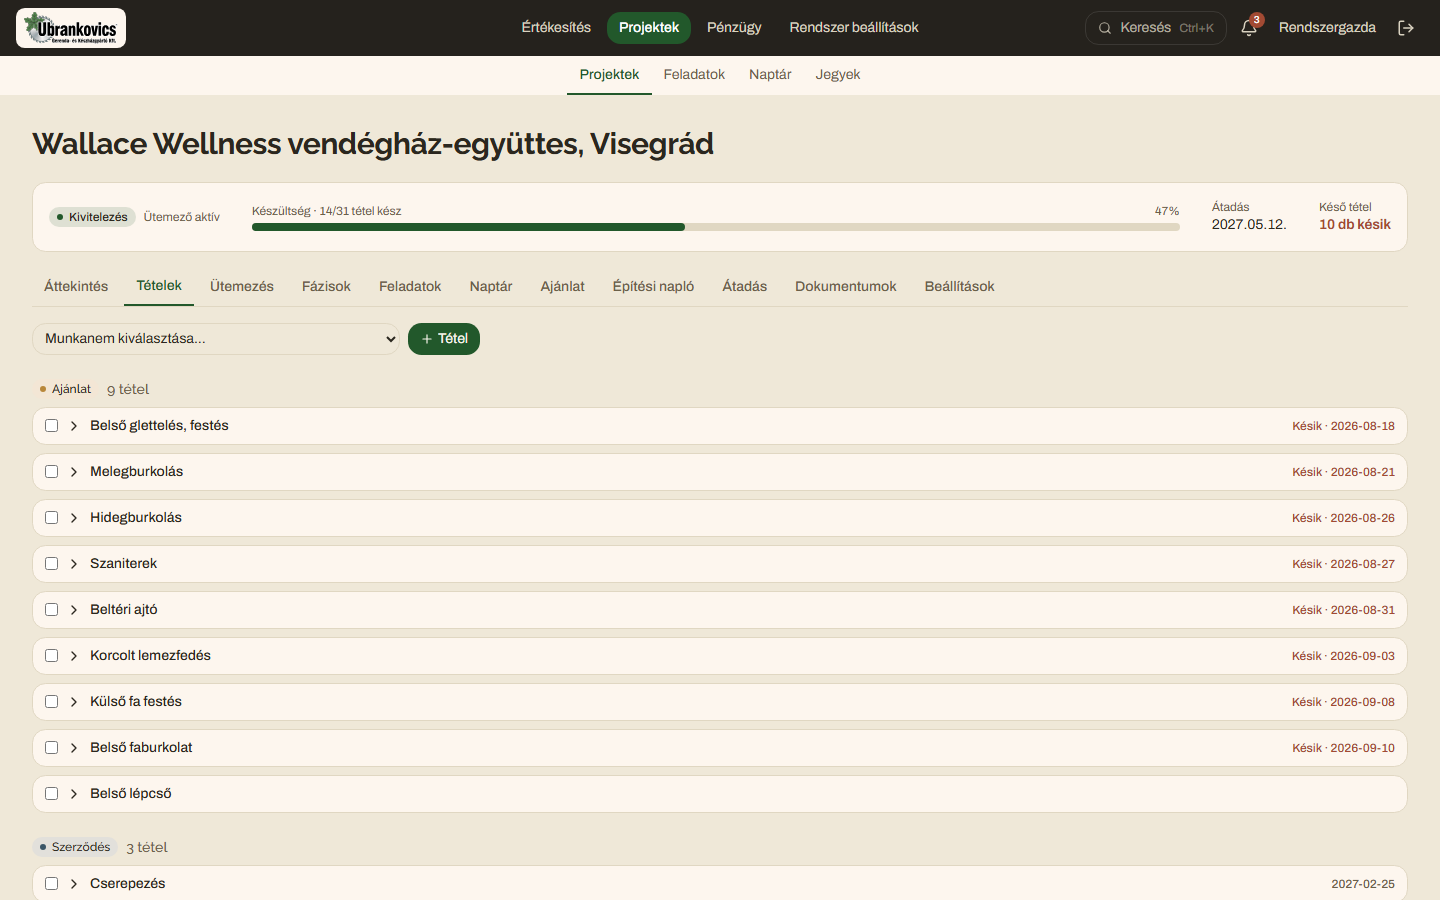 Ubrankovics
Gerenda- és Készházgyártó Kft.
Értékesítés
Projektek
Pénzügy
Rendszer beállítások
Keresés Ctrl+K
3
Rendszergazda
Projektek
Feladatok
Naptár
Jegyek
Wallace Wellness vendégház-együttes, Visegrád
Kivitelezés
Ütemező aktív
Készültség · 14/31 tétel kész
47%
Átadás
2027.05.12.
Késő tétel
10 db késik
Áttekintés
Tételek
Ütemezés
Fázisok
Feladatok
Naptár
Ajánlat
Építési napló
Átadás
Dokumentumok
Beállítások
Munkanem kiválasztása...
+ Tétel
Ajánlat
9 tétel
Belső glettelés, festés
Késik · 2026-08-18
Melegburkolás
Késik · 2026-08-21
Hidegburkolás
Késik · 2026-08-26
Szaniterek
Késik · 2026-08-27
Beltéri ajtó
Késik · 2026-08-31
Korcolt lemezfedés
Késik · 2026-09-03
Külső fa festés
Késik · 2026-09-08
Belső faburkolat
Késik · 2026-09-10
Belső lépcső
Szerződés
3 tétel
Cserepezés
2027-02-25